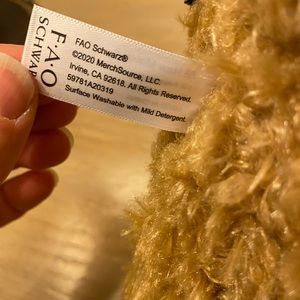 F·A·O
SCHWAR
FAO Schwarz®
©2020 MerchSource, LLC.
Irvine, CA 92618. All Rights Reserved.
59781A20319
Surface Washable with Mild Detergent.